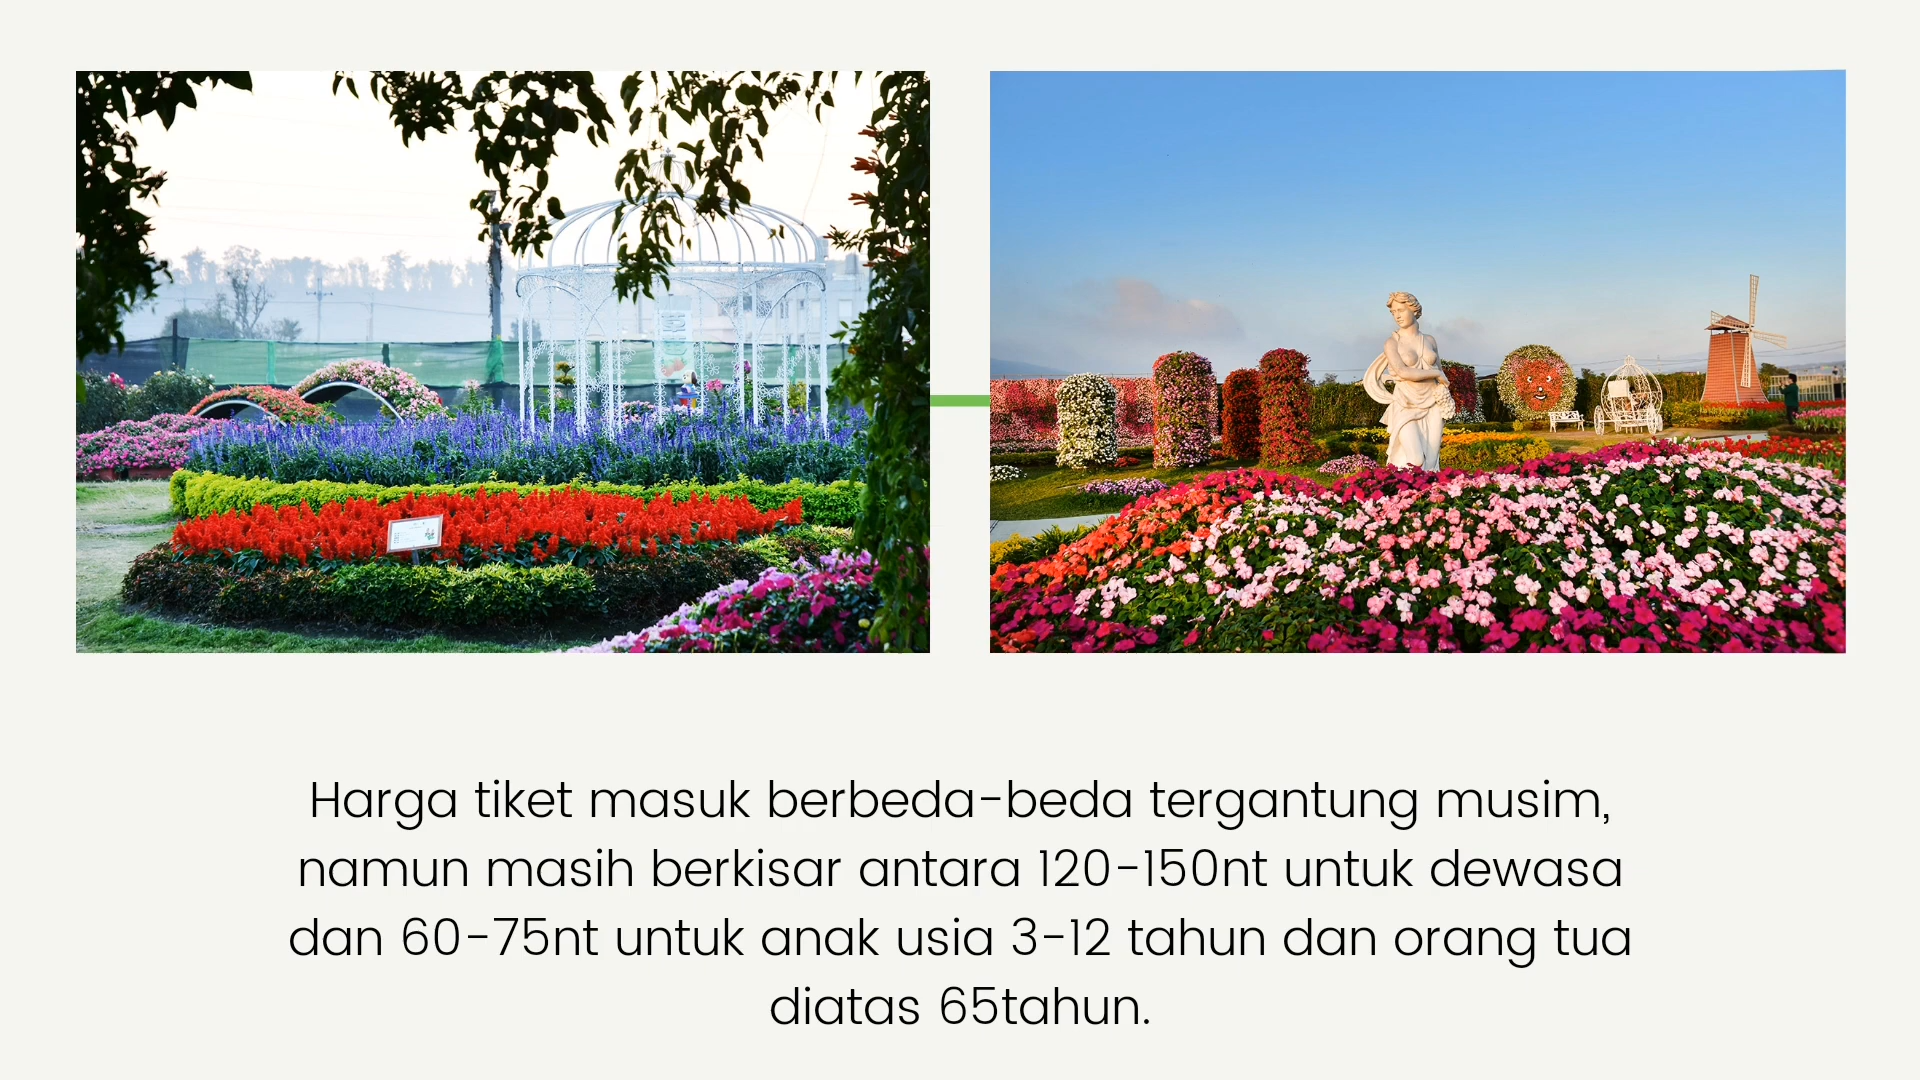 Harga tiket masuk berbeda-beda tergantung musim,
namun masih berkisar antara 120-150nt untuk dewasa
dan 60-75nt untuk anak usia 3-12 tahun dan orang tua
diatas 65tahun.